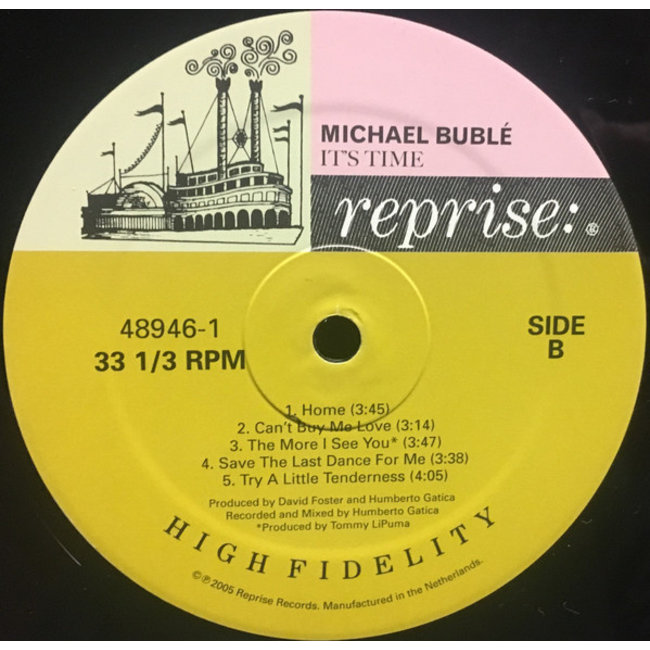 MICHAEL BUBLÉ
IT'S TIME
reprise:®
48946-1
33 1/3 RPM
SIDE
B
1. Home (3:45)
2. Can't Buy Me Love (3:14)
3. The More I See You* (3:47)
4. Save The Last Dance For Me (3:38)
5. Try A Little Tenderness (4:05)
Produced by David Foster and Humberto Gatica
Recorded and Mixed by Humberto Gatica
*Produced by Tommy LiPuma
HIGH FIDELITY
©℗2005 Reprise Records. Manufactured in the Netherlands.